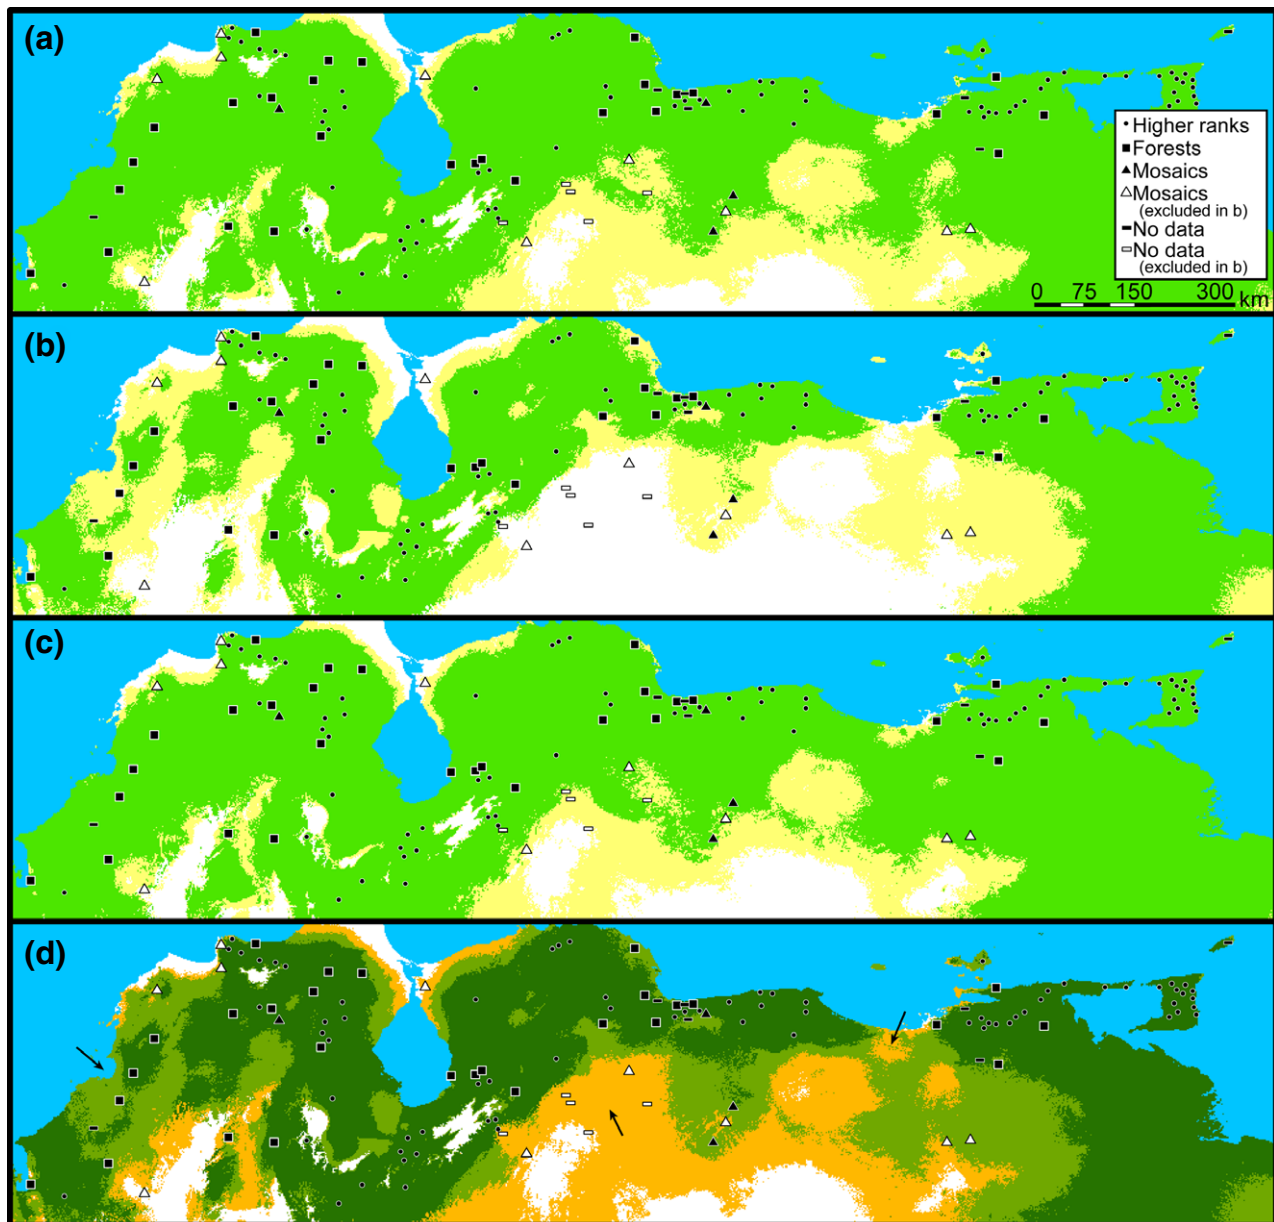 (a)
Higher ranks
Forests
Mosaics
Mosaics
(excluded in b)
No data
No data
(excluded in b)
0 75 150 300 km
(b)
(c)
(d)